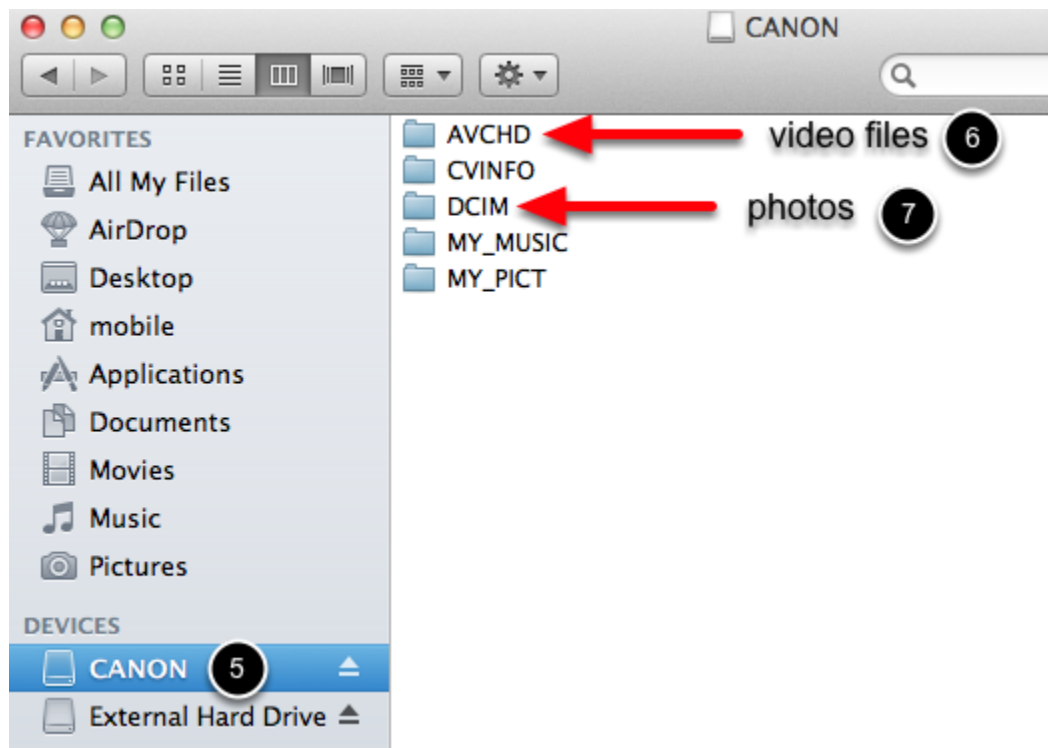 CANON
FAVORITES
All My Files
AirDrop
Desktop
mobile
Applications
Documents
Movies
Music
Pictures
DEVICES
CANON 5
External Hard Drive
AVCHD video files 6
CVINFO
DCIM photos 7
MY_MUSIC
MY_PICT